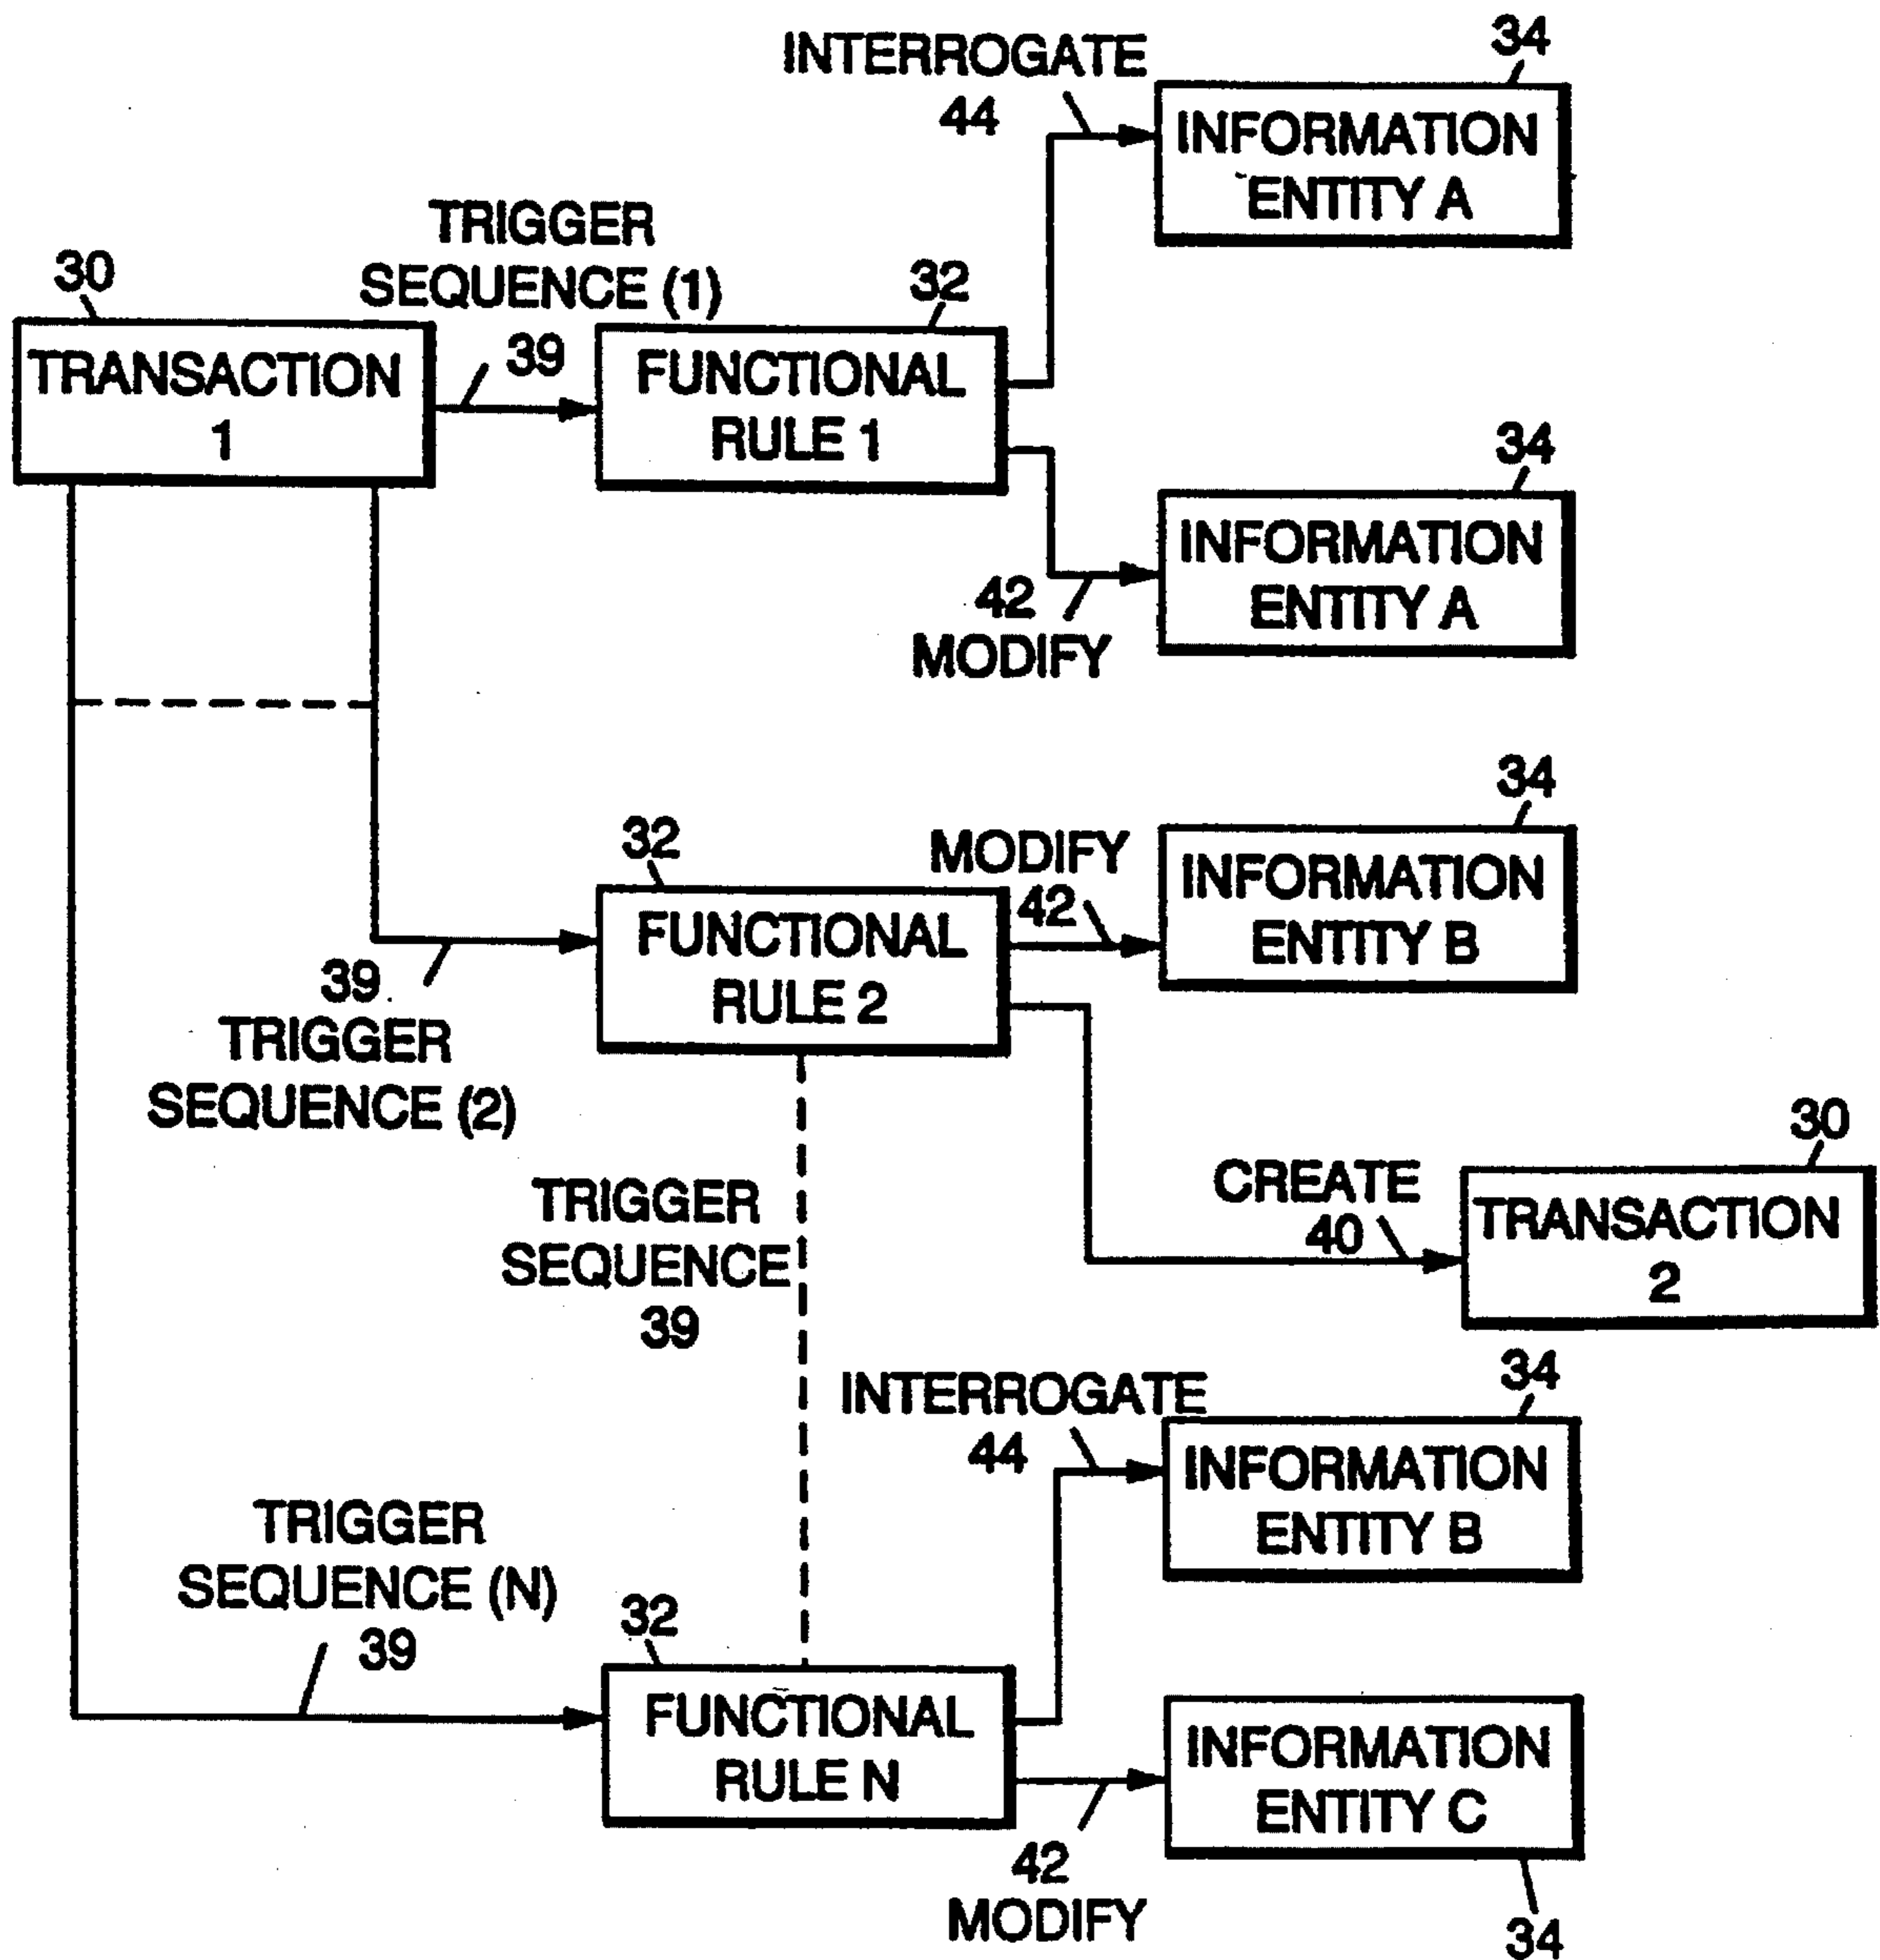 34
INTERROGATE
44
INFORMATION
ENTITY A
TRIGGER
SEQUENCE (1)
30
39
32
TRANSACTION
1
FUNCTIONAL
RULE 1
34
INFORMATION
ENTITY A
42
MODIFY
34
32
MODIFY
42
INFORMATION
ENTITY B
FUNCTIONAL
RULE 2
39
TRIGGER
SEQUENCE (2)
30
CREATE
40
TRANSACTION
2
TRIGGER
SEQUENCE
39
34
INTERROGATE
44
INFORMATION
ENTITY B
TRIGGER
SEQUENCE (N)
39
32
FUNCTIONAL
RULE N
INFORMATION
ENTITY C
42
MODIFY
34